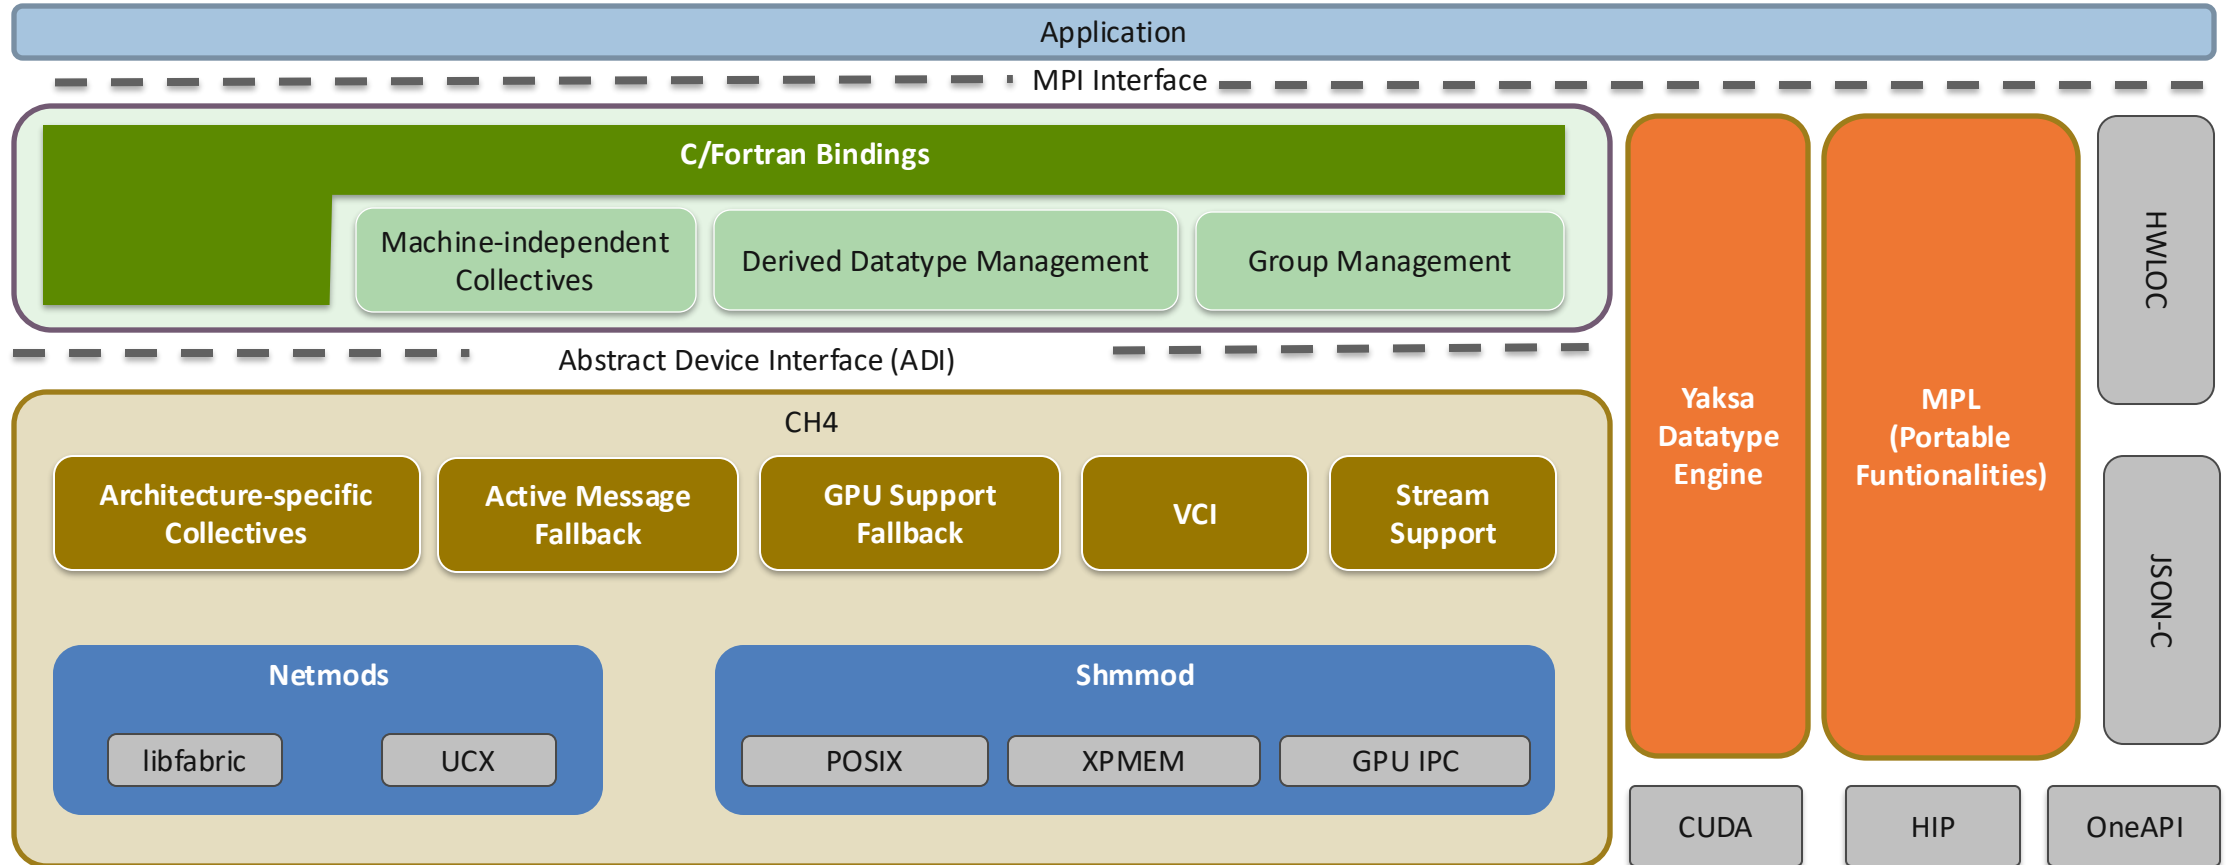 Application
MPI Interface
C/Fortran Bindings
Machine-independent
Collectives
Derived Datatype Management
Group Management
Abstract Device Interface (ADI)
CH4
Architecture-specific
Collectives
Active Message
Fallback
GPU Support
Fallback
VCI
Stream
Support
Netmods
libfabric
UCX
Shmmod
POSIX
XPMEM
GPU IPC
Yaksa
Datatype
Engine
MPL
(Portable
Funtionalities)
HWLOC
JSON-C
CUDA
HIP
OneAPI